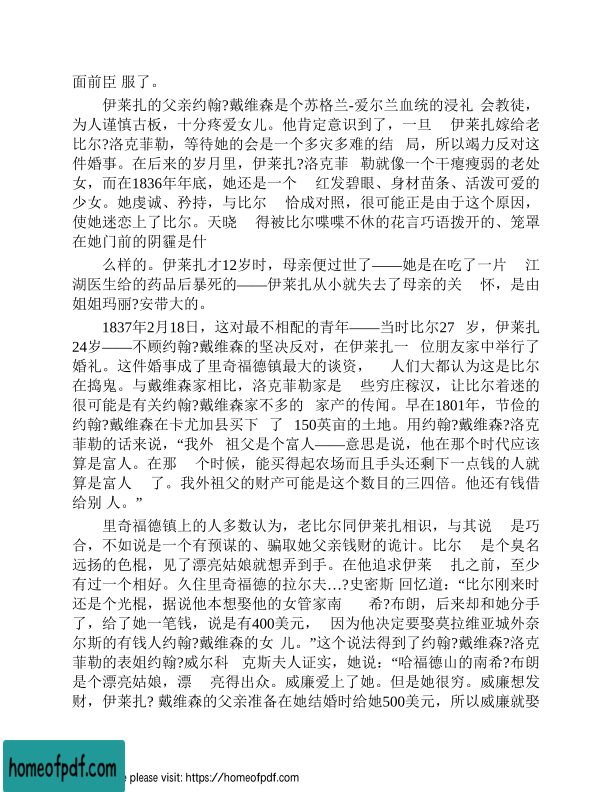 面前臣 服了。
伊莱扎的父亲约翰?戴维森是个苏格兰-爱尔兰血统的浸礼 会教徒，
为人谨慎古板，十分疼爱女儿。他肯定意识到了，一旦 伊莱扎嫁给老
比尔?洛克菲勒，等待她的会是一个多灾多难的结 局，所以竭力反对这
件婚事。在后来的岁月里，伊莱扎?洛克菲 勒就像一个干瘪瘦弱的老处
女，而在1836年年底，她还是一个 红发碧眼、身材苗条、活泼可爱的
少女。她虔诚、矜持，与比尔 恰成对照，很可能正是由于这个原因，
使她迷恋上了比尔。天晓 得被比尔喋喋不休的花言巧语拨开的、笼罩
在她门前的阴霾是什
么样的。伊莱扎才12岁时，母亲便过世了——她是在吃了一片 江
湖医生给的药品后暴死的——伊莱扎从小就失去了母亲的关 怀，是由
姐姐玛丽?安带大的。
1837年2月18日，这对最不相配的青年——当时比尔27 岁，伊莱扎
24岁——不顾约翰?戴维森的坚决反对，在伊莱扎一 位朋友家中举行了
婚礼。这件婚事成了里奇福德镇最大的谈资， 人们大都认为这是比尔
在捣鬼。与戴维森家相比，洛克菲勒家是 些穷庄稼汉，让比尔着迷的
很可能是有关约翰?戴维森家不多的 家产的传闻。早在1801年，节俭的
约翰?戴维森在卡尤加县买下 了 150英亩的土地。用约翰?戴维森?洛克
菲勒的话来说，“我外 祖父是个富人——意思是说，他在那个时代应该
算是富人。在那 个时候，能买得起农场而且手头还剩下一点钱的人就
算是富人 了。我外祖父的财产可能是这个数目的三四倍。他还有钱借
给别 人。”
里奇福德镇上的人多数认为，老比尔同伊莱扎相识，与其说 是巧
合，不如说是一个有预谋的、骗取她父亲钱财的诡计。比尔 是个臭名
远扬的色棍，见了漂亮姑娘就想弄到手。在他追求伊莱 扎之前，至少
有过一个相好。久住里奇福德的拉尔夫…?史密斯 回忆道：“比尔刚来时
还是个光棍，据说他本想娶他的女管家南 希?布朗，后来却和她分手
了，给了她一笔钱，说是有400美元， 因为他决定要娶莫拉维亚城外奈
尔斯的有钱人约翰?戴维森的女 儿。”这个说法得到了约翰?戴维森?洛克
菲勒的表姐约翰?威尔科 克斯夫人证实，她说：“哈福德山的南希?布朗
是个漂亮姑娘，漂 亮得出众。威廉爱上了她。但是她很穷。威廉想发
财，伊莱扎? 戴维森的父亲准备在她结婚时给她500美元，所以威廉就娶
homeofpdf.com
e please visit: https://homeofpdf.com